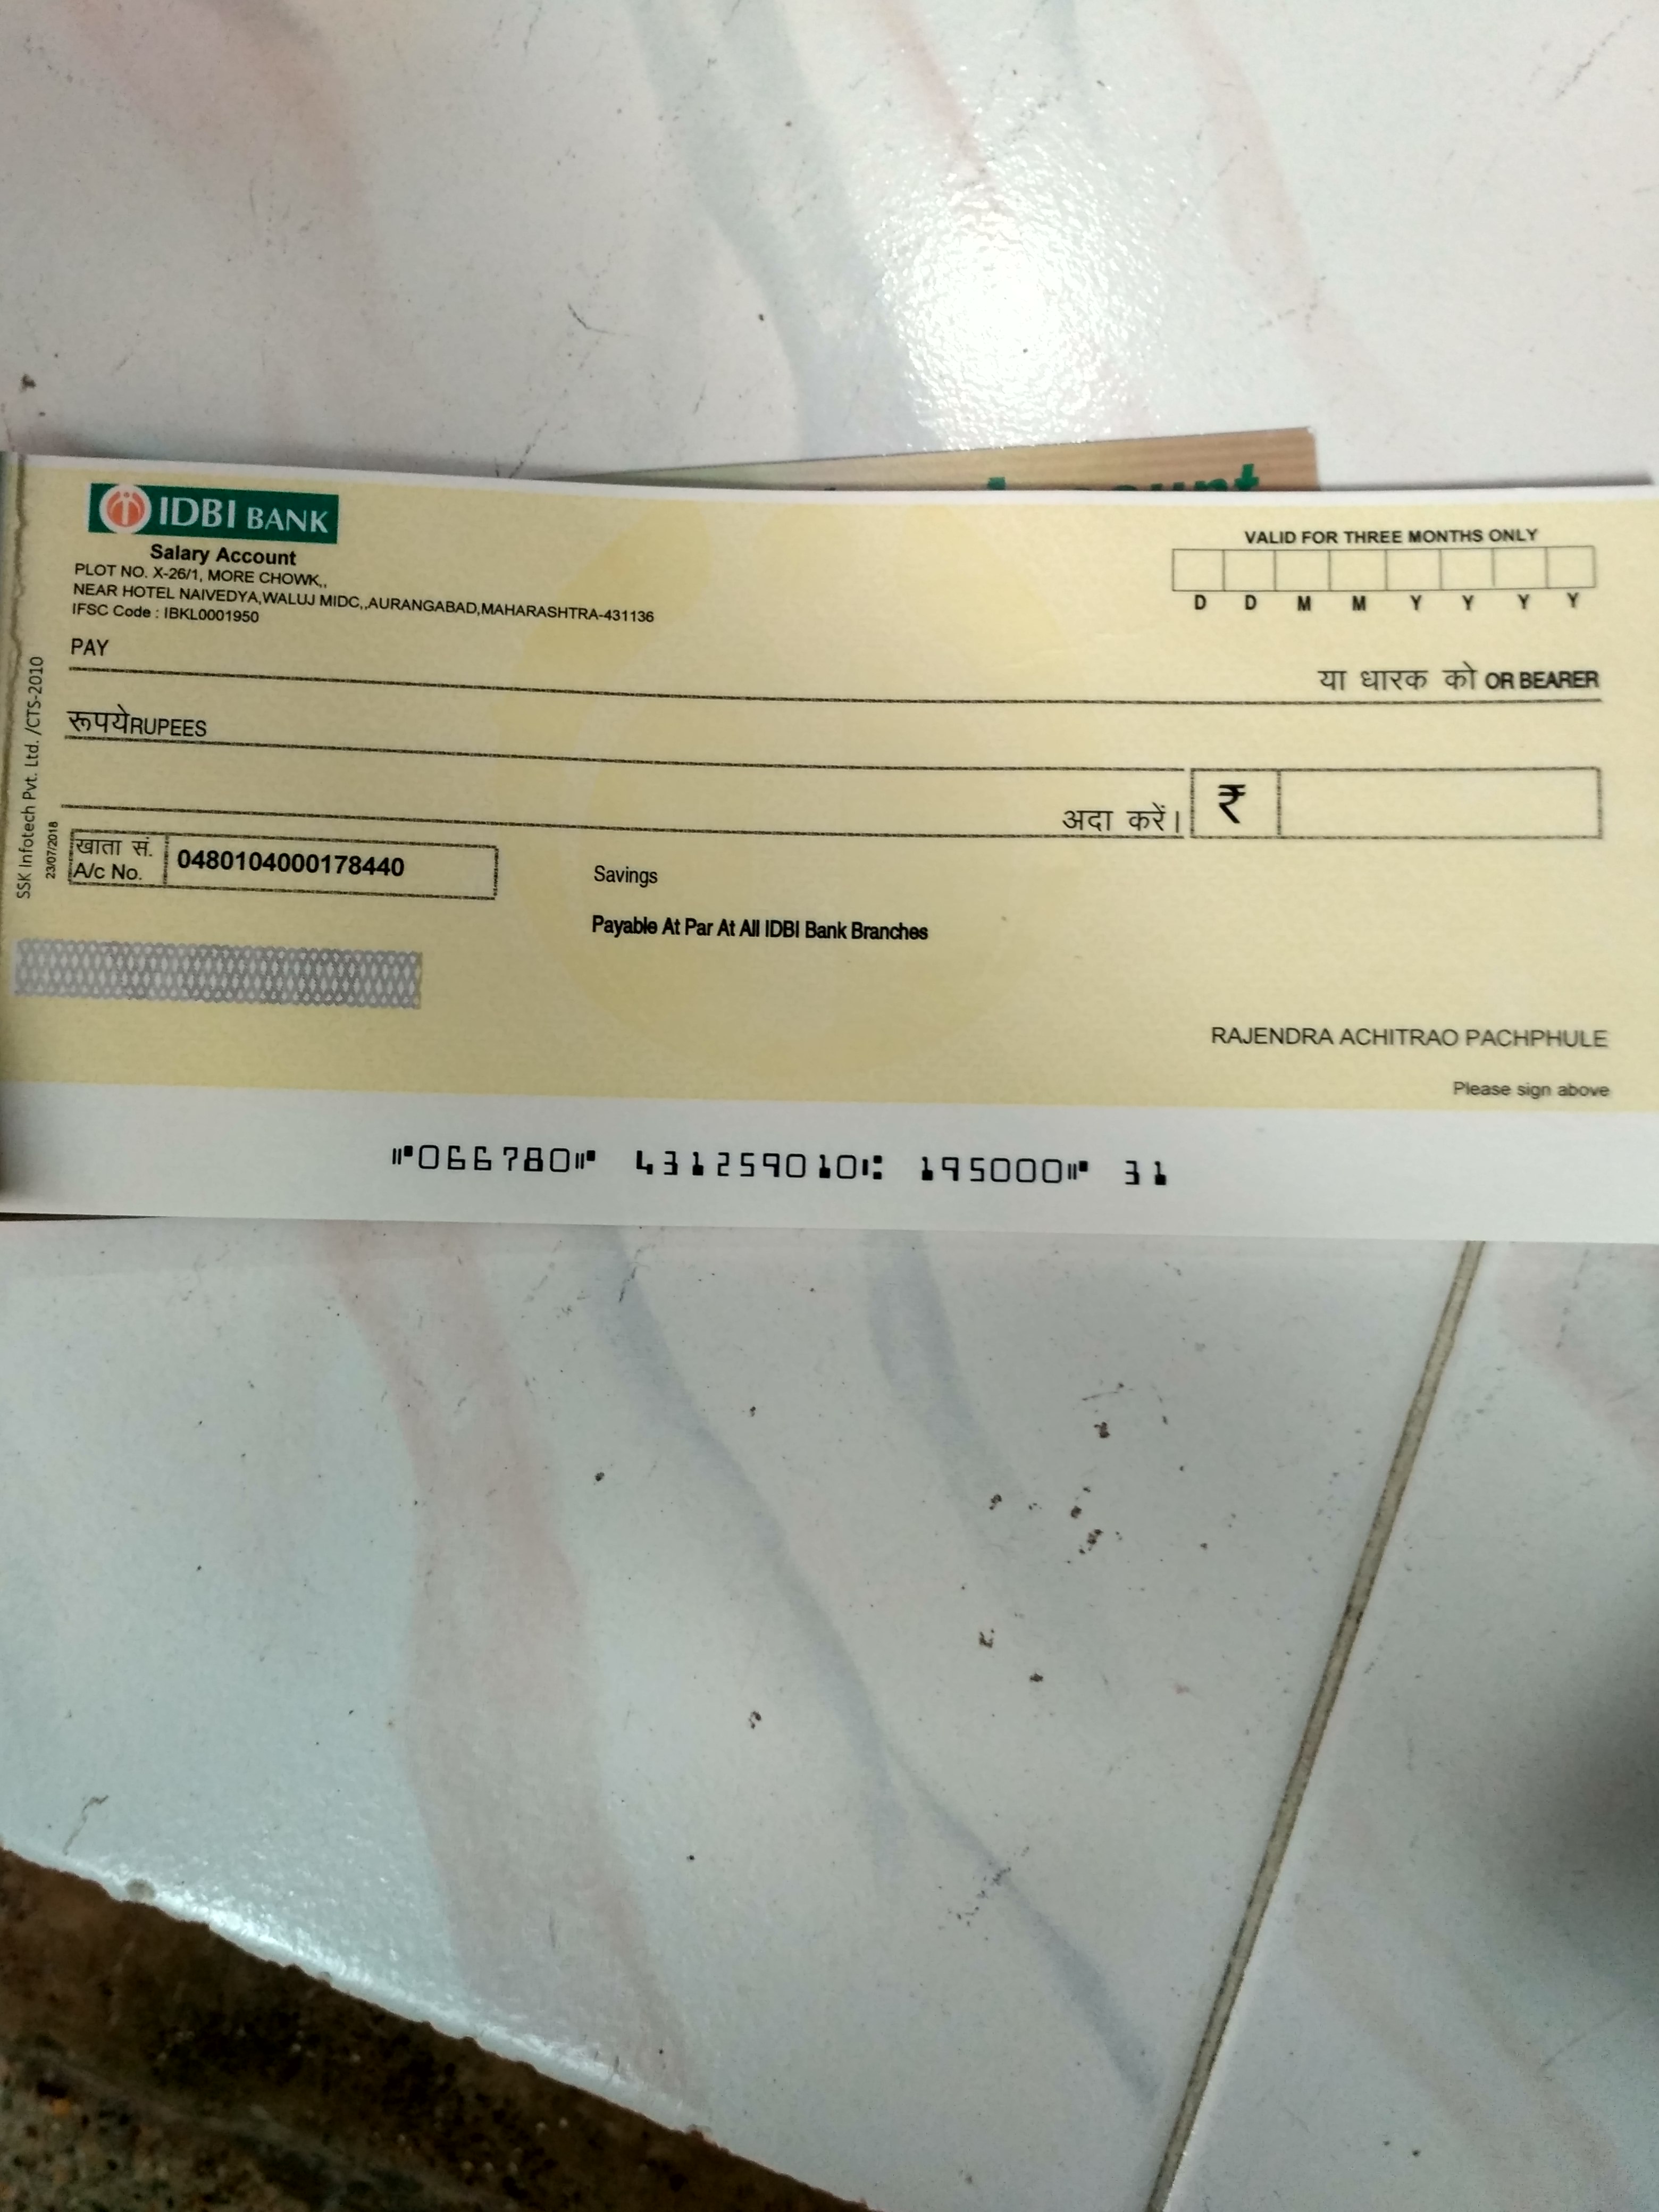 IDBI BANK
Salary Account
PLOT NO. X-26/1, MORE CHOWK,,
NEAR HOTEL NAIVEDYA,WALUJ MIDC,,AURANGABAD,MAHARASHTRA-431136
IFSC Code : IBKL0001950
VALID FOR THREE MONTHS ONLY
D D M M Y Y Y Y
PAY
या धारक को OR BEARER
रूपये RUPEES
अदा करें। ₹
खाता सं.
A/c No. 0480104000178440
Savings
Payable At Par At All IDBI Bank Branches
SSK Infotech Pvt. Ltd. /CTS-2010
23/07/2018
RAJENDRA ACHITRAO PACHPHULE
Please sign above
⑈066780⑈ 431259010⑆ 195000⑈ 31